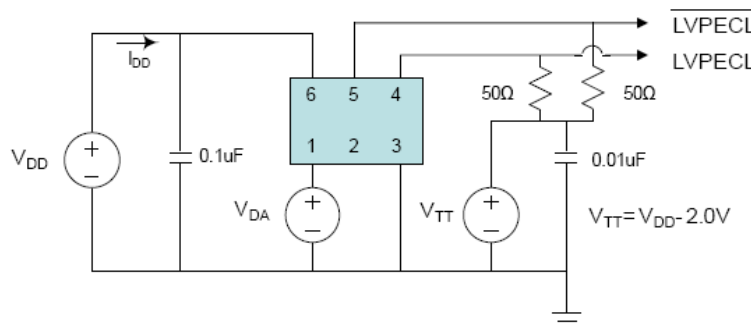 LVPECL
LVPECL
I_DD
6 5 4
50Ω
50Ω
1 2 3
V_DD
0.1uF
0.01uF
V_DA
V_TT
V_TT=V_DD-2.0V